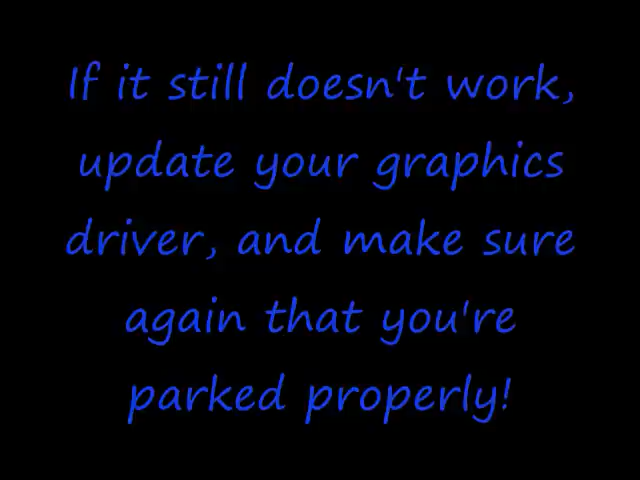 If it still doesn't work,
update your graphics
driver, and make sure
again that you're
parked properly!